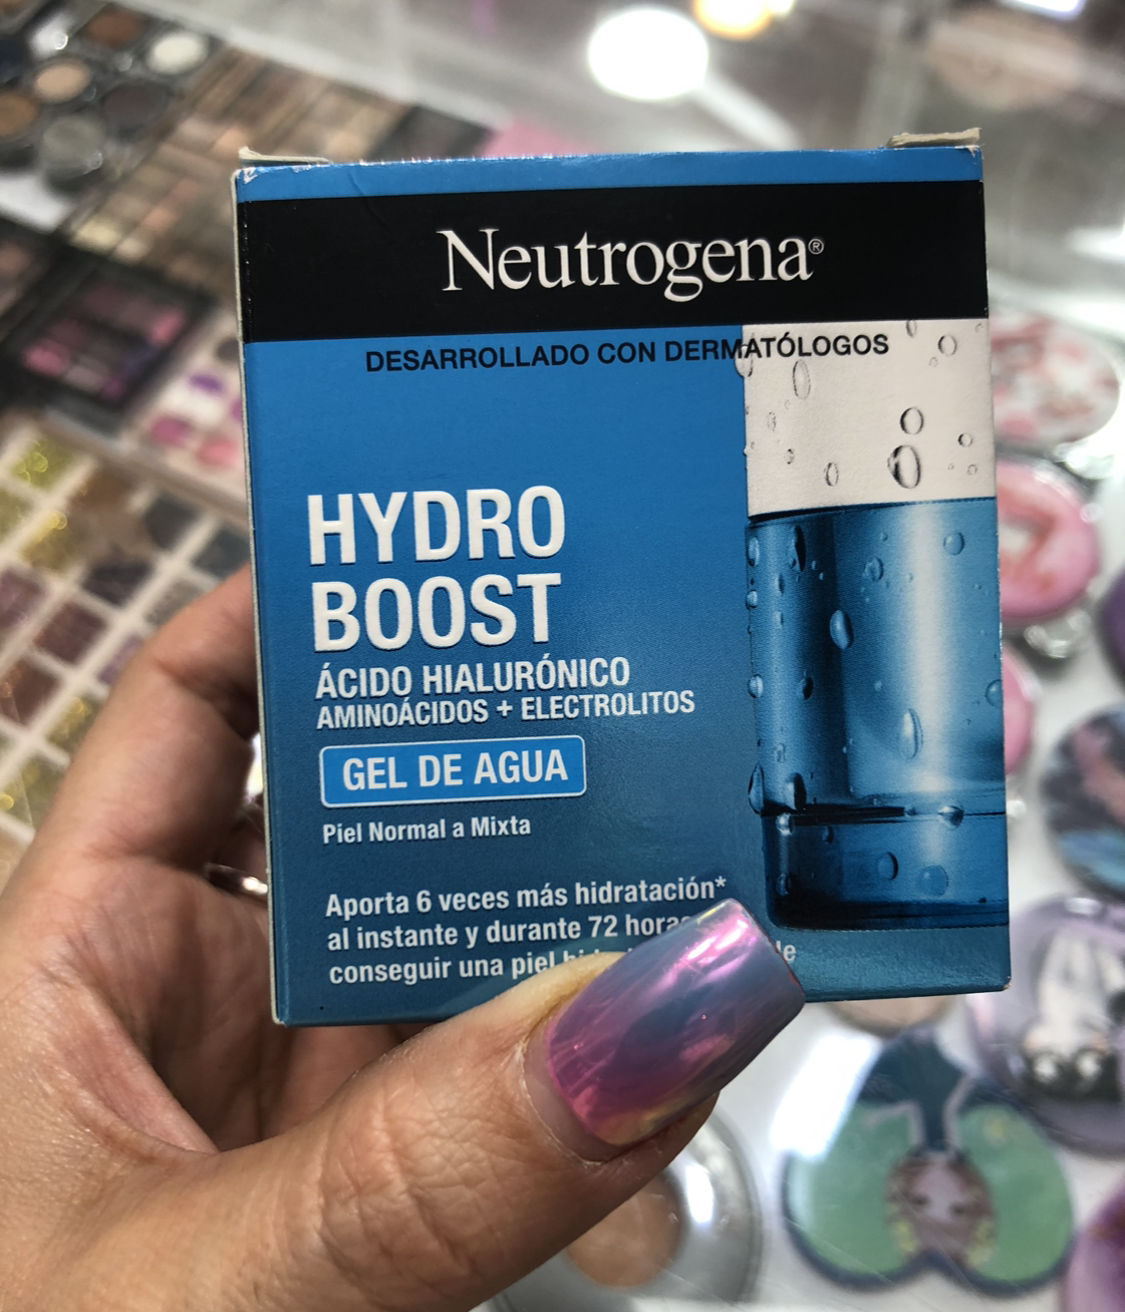 Neutrogena®
DESARROLLADO CON DERMATÓLOGOS
HYDRO
BOOST
ÁCIDO HIALURÓNICO
AMINOÁCIDOS + ELECTROLITOS
GEL DE AGUA
Piel Normal a Mixta
Aporta 6 veces más hidratación*
al instante y durante 72
conseguir una piel